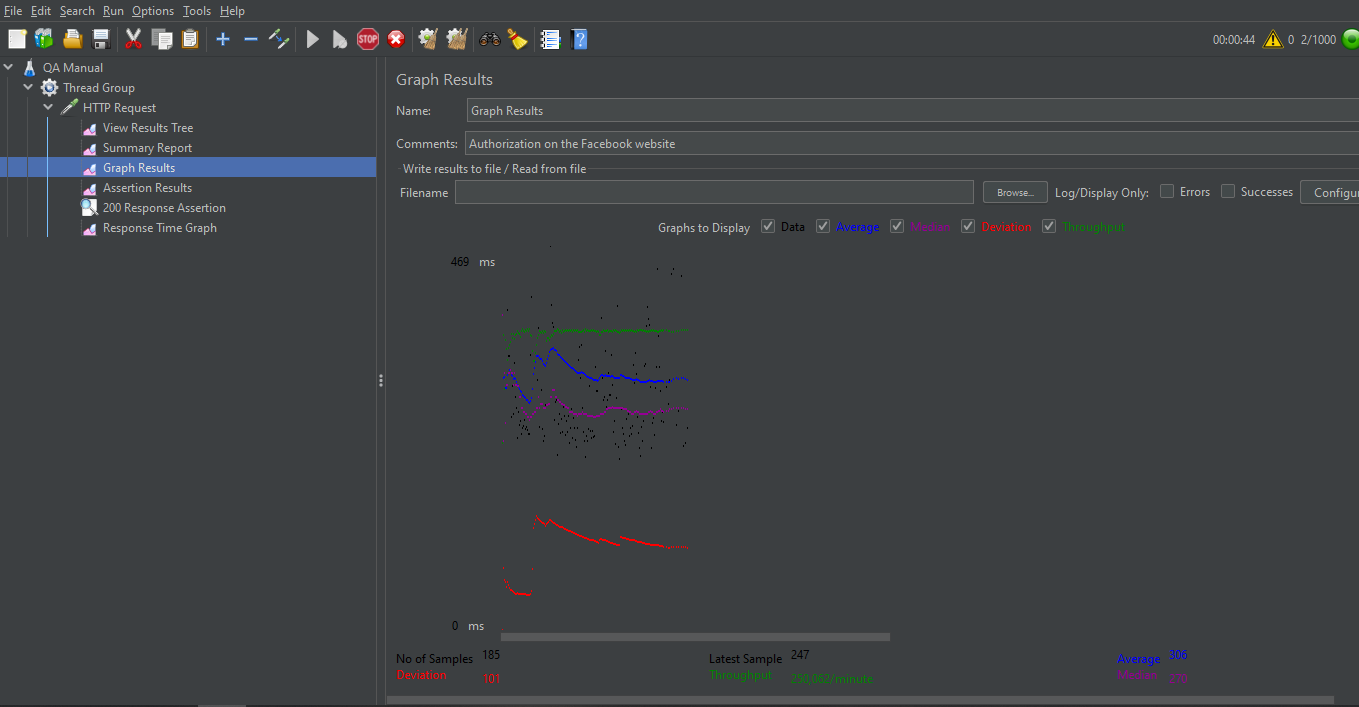 File Edit Search Run Options Tools Help
STOP 00:00:44 0 2/1000
QA Manual
Thread Group
HTTP Request
View Results Tree
Summary Report
Graph Results
Assertion Results
200 Response Assertion
Response Time Graph
Graph Results
Name: Graph Results
Comments: Authorization on the Facebook website
Write results to file / Read from file
Filename Browse... Log/Display Only: Errors Successes Configu
Graphs to Display Data Average Median Deviation Throughput
469 ms
0 ms
No of Samples 185 Latest Sample 247 Average 306
Deviation 101 Throughput 250,062/minute Median 270